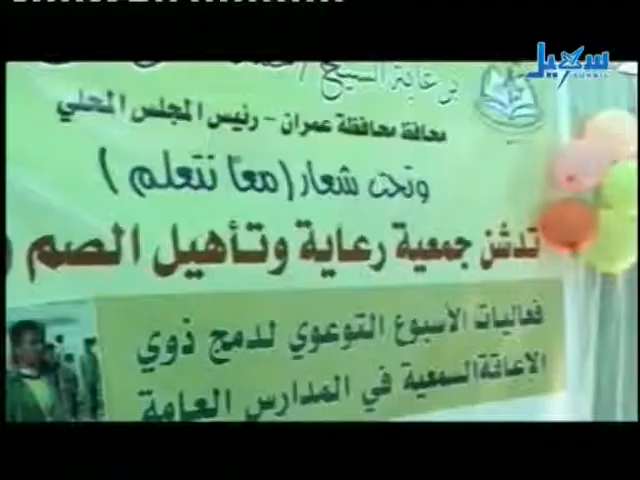 سهيل
برعاية الشيخ
محافظ محافظة عمران - رئيس المجلس المحلي
وتحت شعار (معاً نتعلم)
تدشن جمعية رعاية وتأهيل الصم
فعاليات الأسبوع التوعوي لدمج ذوي
الإعاقة السمعية في المدارس العامة